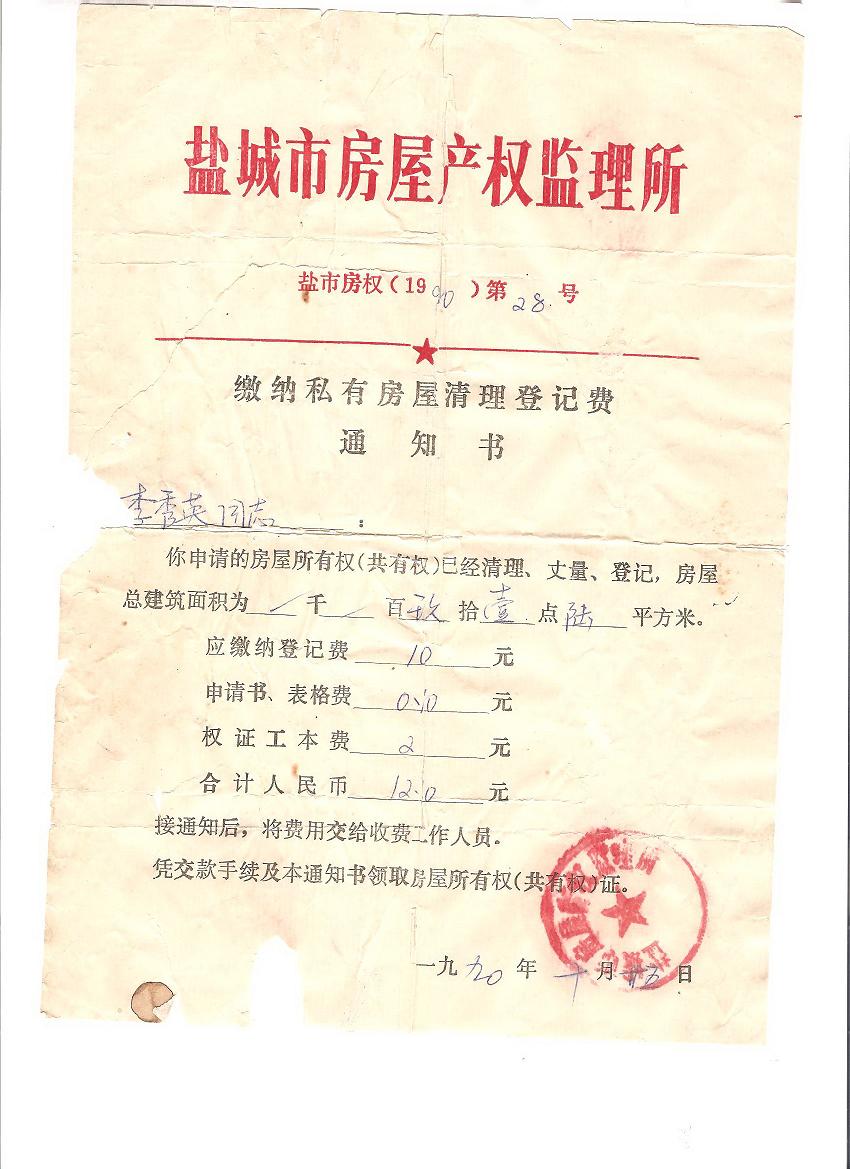 盐城市房屋产权监理所
盐市房权(1990)第28.号
缴纳私有房屋清理登记费
通知书
李秀英同志:
你申请的房屋所有权(共有权)已经清理、丈量、登记,房屋
总建筑面积为／千／百玖拾壹点陆平方米。
应缴纳登记费10元
申请书、表格费元
权证工本费2元
合计人民币元
接通知后,将费用交给收费工作人员。
凭交款手续及本通知书领取房屋所有权(共有权)证。
一九九〇年十月日